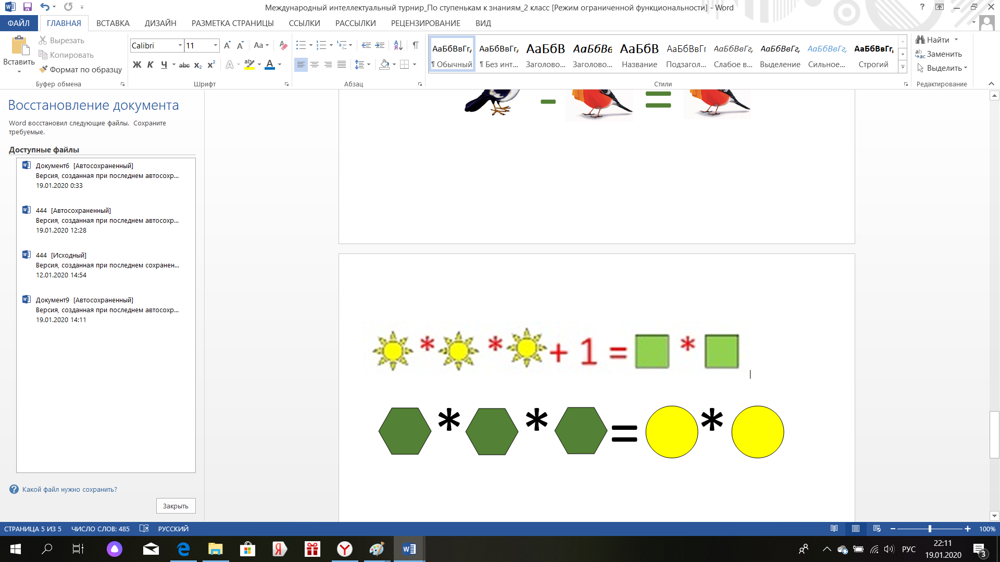 Международный интеллектуальный турнир_По ступенькам к знаниям_2 класс [Режим ограниченной функциональности] - Word
ФАЙЛ ГЛАВНАЯ ВСТАВКА ДИЗАЙН РАЗМЕТКА СТРАНИЦЫ ССЫЛКИ РАССЫЛКИ РЕЦЕНЗИРОВАНИЕ ВИД
Вставить
Вырезать
Копировать
Формат по образцу
Буфер обмена
Calibri 11
Ж К Ч abc x₂ x²
Шрифт
Абзац
АаБбВвГг, АаБбВвГг, АаБбВ АаБбВв АаБбВ АаБбВвГг АаБбВвГг, АаБбВвГг, АаБбВвГг, АаБбВвГг,
¶ Обычный ¶ Без инт... Заголово... Заголово... Название Подзагол... Слабое в... Выделение Сильное... Строгий
Стили
Найти
Заменить
Выделить
Редактирование
Восстановление документа
Word восстановил следующие файлы. Сохраните
требуемые.
Доступные файлы
Документ6 [Автосохраненный]
Версия, созданная при последнем автосохр...
19.01.2020 0:33
444 [Автосохраненный]
Версия, созданная при последнем автосохр...
19.01.2020 12:28
444 [Исходный]
Версия, созданная при последнем сохранен...
12.01.2020 14:54
Документ9 [Автосохраненный]
Версия, созданная при последнем автосохр...
19.01.2020 14:11
Какой файл нужно сохранить?
Закрыть
- =
* * + 1 = *
* * = *
СТРАНИЦА 5 ИЗ 5 ЧИСЛО СЛОВ: 485 РУССКИЙ 100%
РУС
22:11
19.01.2020
3